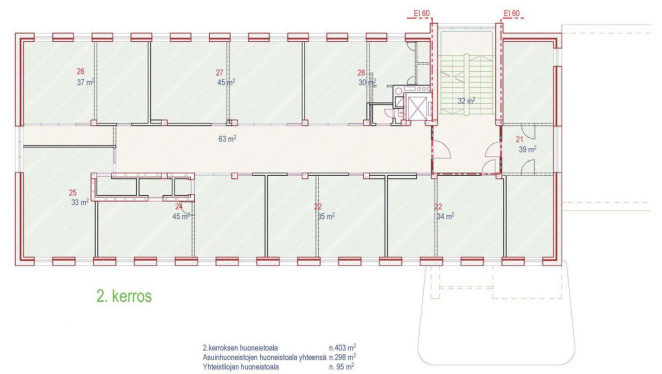 EI 60 EI 60
26
37 m²
27
45 m²
28
30 m²
32 m²
63 m²
21
39 m²
25
33 m²
24
45 m²
22
35 m²
22
34 m²
2. kerros
2.kerroksen huoneistoala n.403 m²
Asuinhuoneistojen huoneistoala yhteensä n.298 m²
Yhteistilojan huoneistoala n. 95 m²